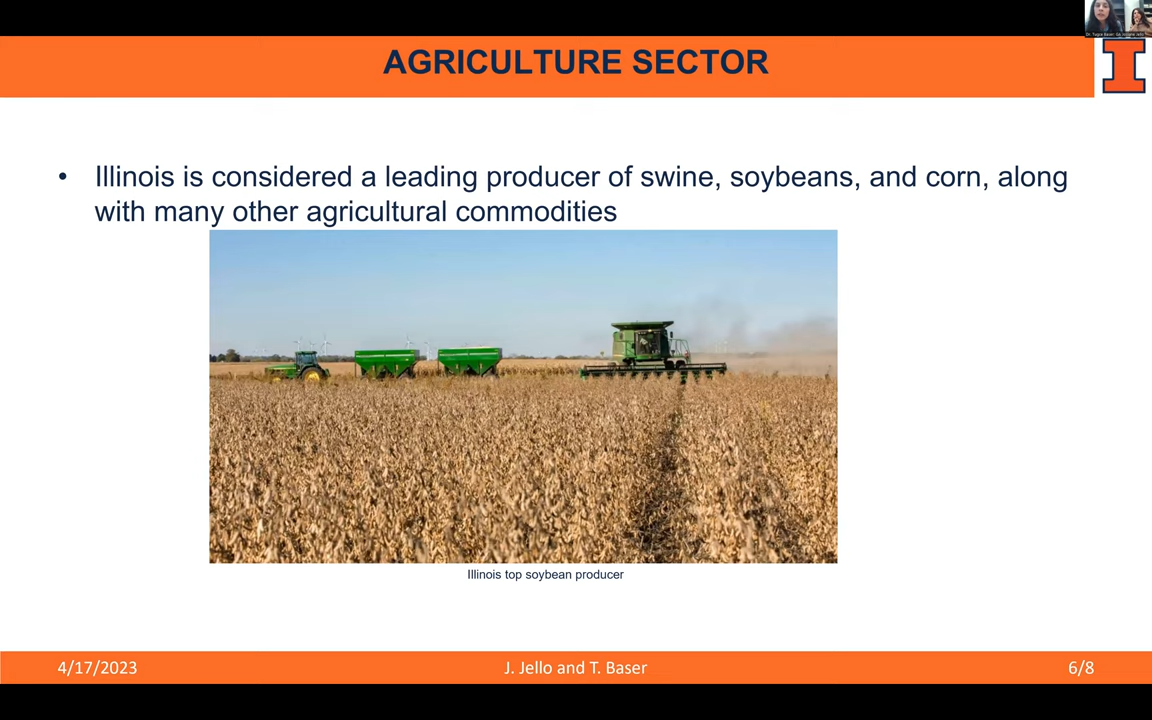 AGRICULTURE SECTOR
• Illinois is considered a leading producer of swine, soybeans, and corn, along
with many other agricultural commodities
Illinois top soybean producer
4/17/2023
J. Jello and T. Baser
6/8